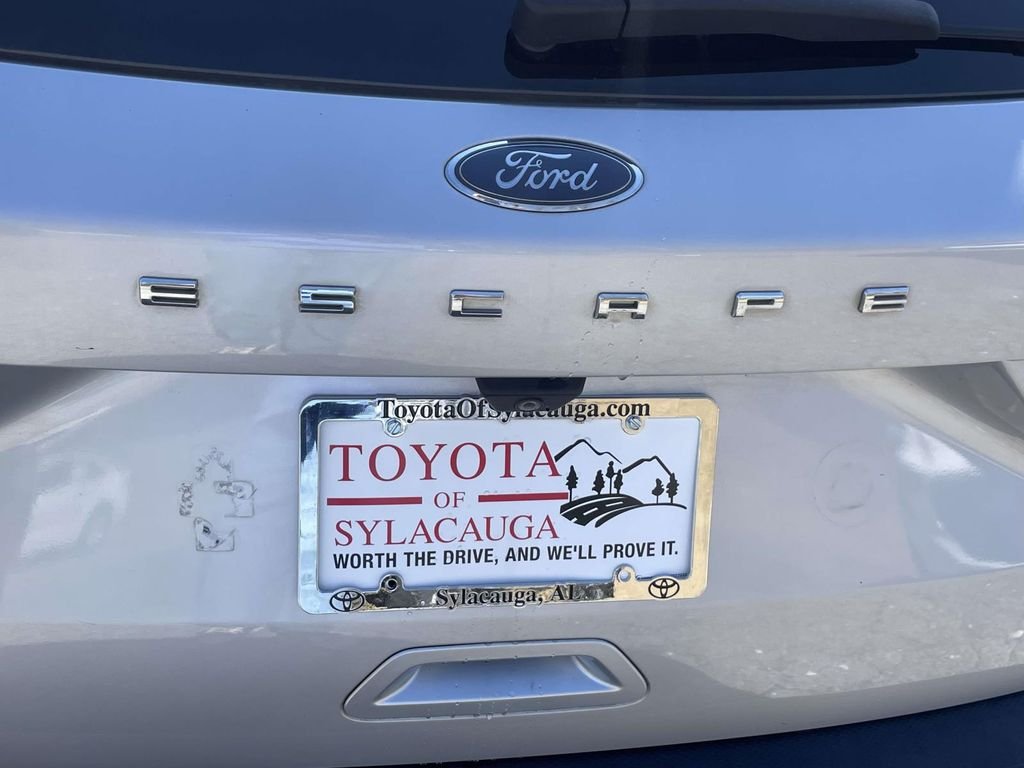 Ford
ESCAPE
ToyotaOfSylacauga.com
TOYOTA
OF
SYLACAUGA
WORTH THE DRIVE, AND WE'LL PROVE IT.
Sylacauga, AL